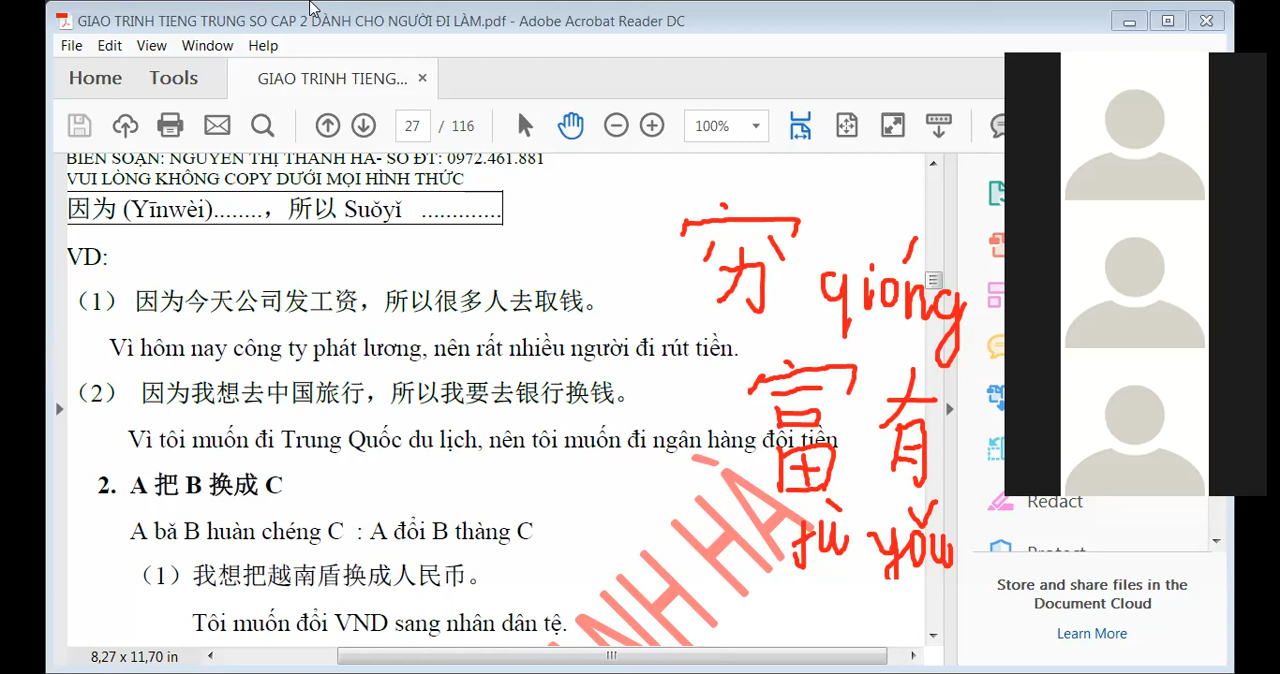 GIAO TRINH TIENG TRUNG SO CAP 2 DÀNH CHO NGƯỜI ĐI LÀM.pdf - Adobe Acrobat Reader DC
File Edit View Window Help
Home Tools GIAO TRINH TIENG... ×
27 / 116 100%
BIÊN SOẠN: NGUYỄN THỊ THANH HÀ- SỐ ĐT: 0972.461.881
VUI LÒNG KHÔNG COPY DƯỚI MỌI HÌNH THỨC
因为 (Yīnwèi)........, 所以 Suǒyǐ .............
VD:
（1） 因为今天公司发工资，所以很多人去取钱。
Vì hôm nay công ty phát lương, nên rất nhiều người đi rút tiền.
（2） 因为我想去中国旅行，所以我要去银行换钱。
Vì tôi muốn đi Trung Quốc du lịch, nên tôi muốn đi ngân hàng đổi tiền
2. A 把 B 换成 C
A bǎ B huàn chéng C : A đổi B thàng C
（1）我想把越南盾换成人民币。
Tôi muốn đổi VND sang nhân dân tệ.
穷 qióng
富 有
fù yǒu
ANH HÀ
Redact
Protect
Store and share files in the
Document Cloud
Learn More
8,27 x 11,70 in